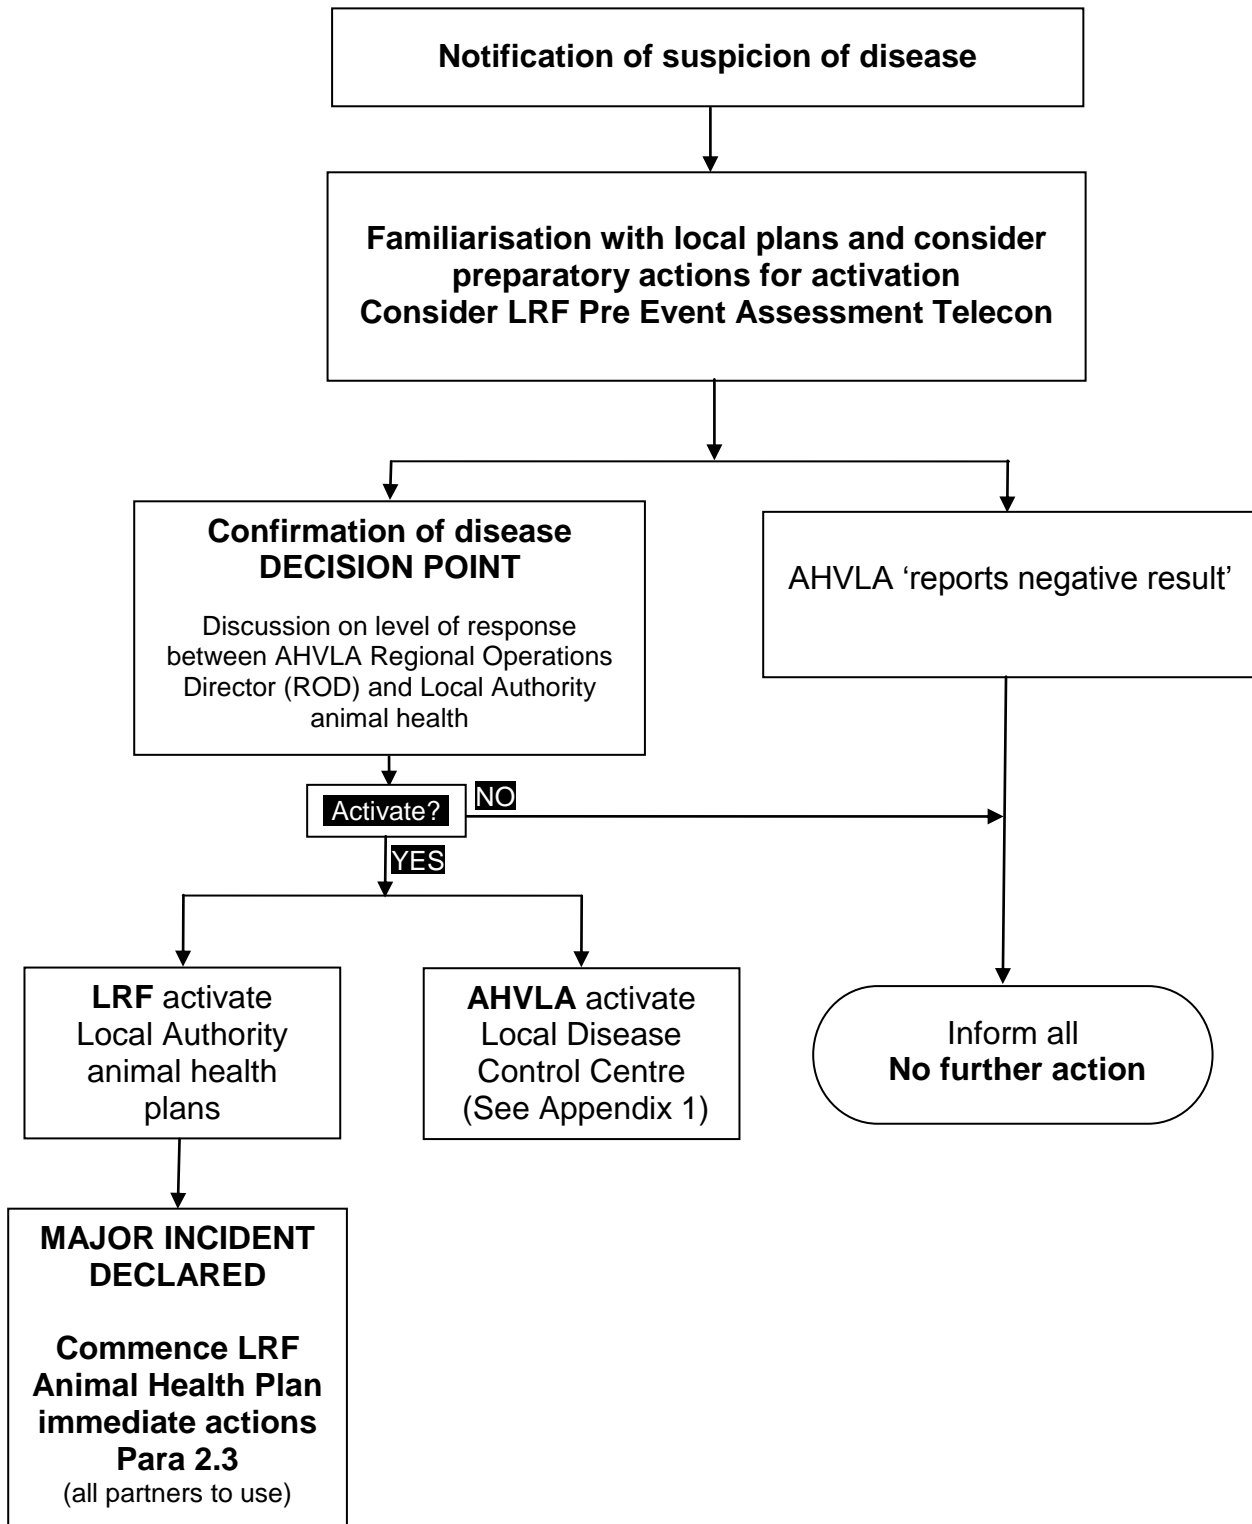 Notification of suspicion of disease
Familiarisation with local plans and consider
preparatory actions for activation
Consider LRF Pre Event Assessment Telecon
Confirmation of disease
DECISION POINT
Discussion on level of response
between AHVLA Regional Operations
Director (ROD) and Local Authority
animal health
AHVLA ‘reports negative result’
Activate?
NO
YES
LRF activate
Local Authority
animal health
plans
AHVLA activate
Local Disease
Control Centre
(See Appendix 1)
Inform all
No further action
MAJOR INCIDENT
DECLARED
Commence LRF
Animal Health Plan
immediate actions
Para 2.3
(all partners to use)